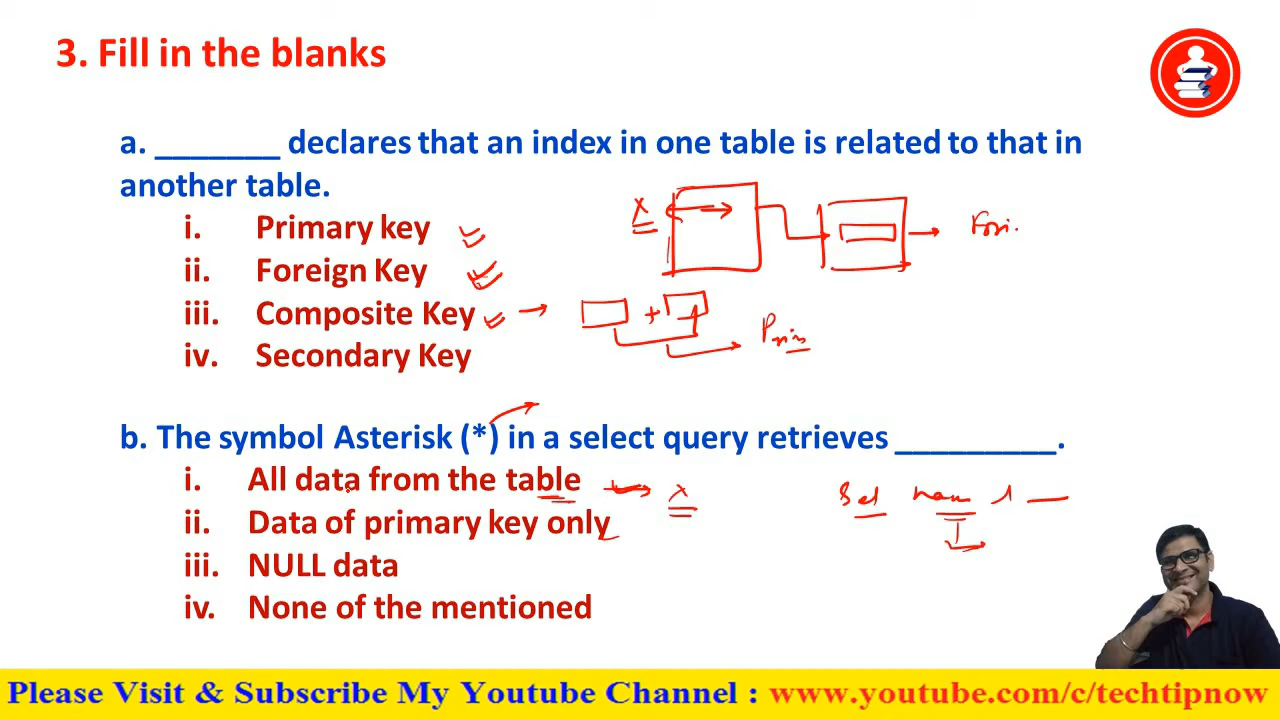 3. Fill in the blanks
a. _______ declares that an index in one table is related to that in
another table.
i. Primary key
ii. Foreign Key
iii. Composite Key
iv. Secondary Key
b. The symbol Asterisk (*) in a select query retrieves _________.
i. All data from the table
ii. Data of primary key only
iii. NULL data
iv. None of the mentioned
Please Visit & Subscribe My Youtube Channel : www.youtube.com/c/techtipnow